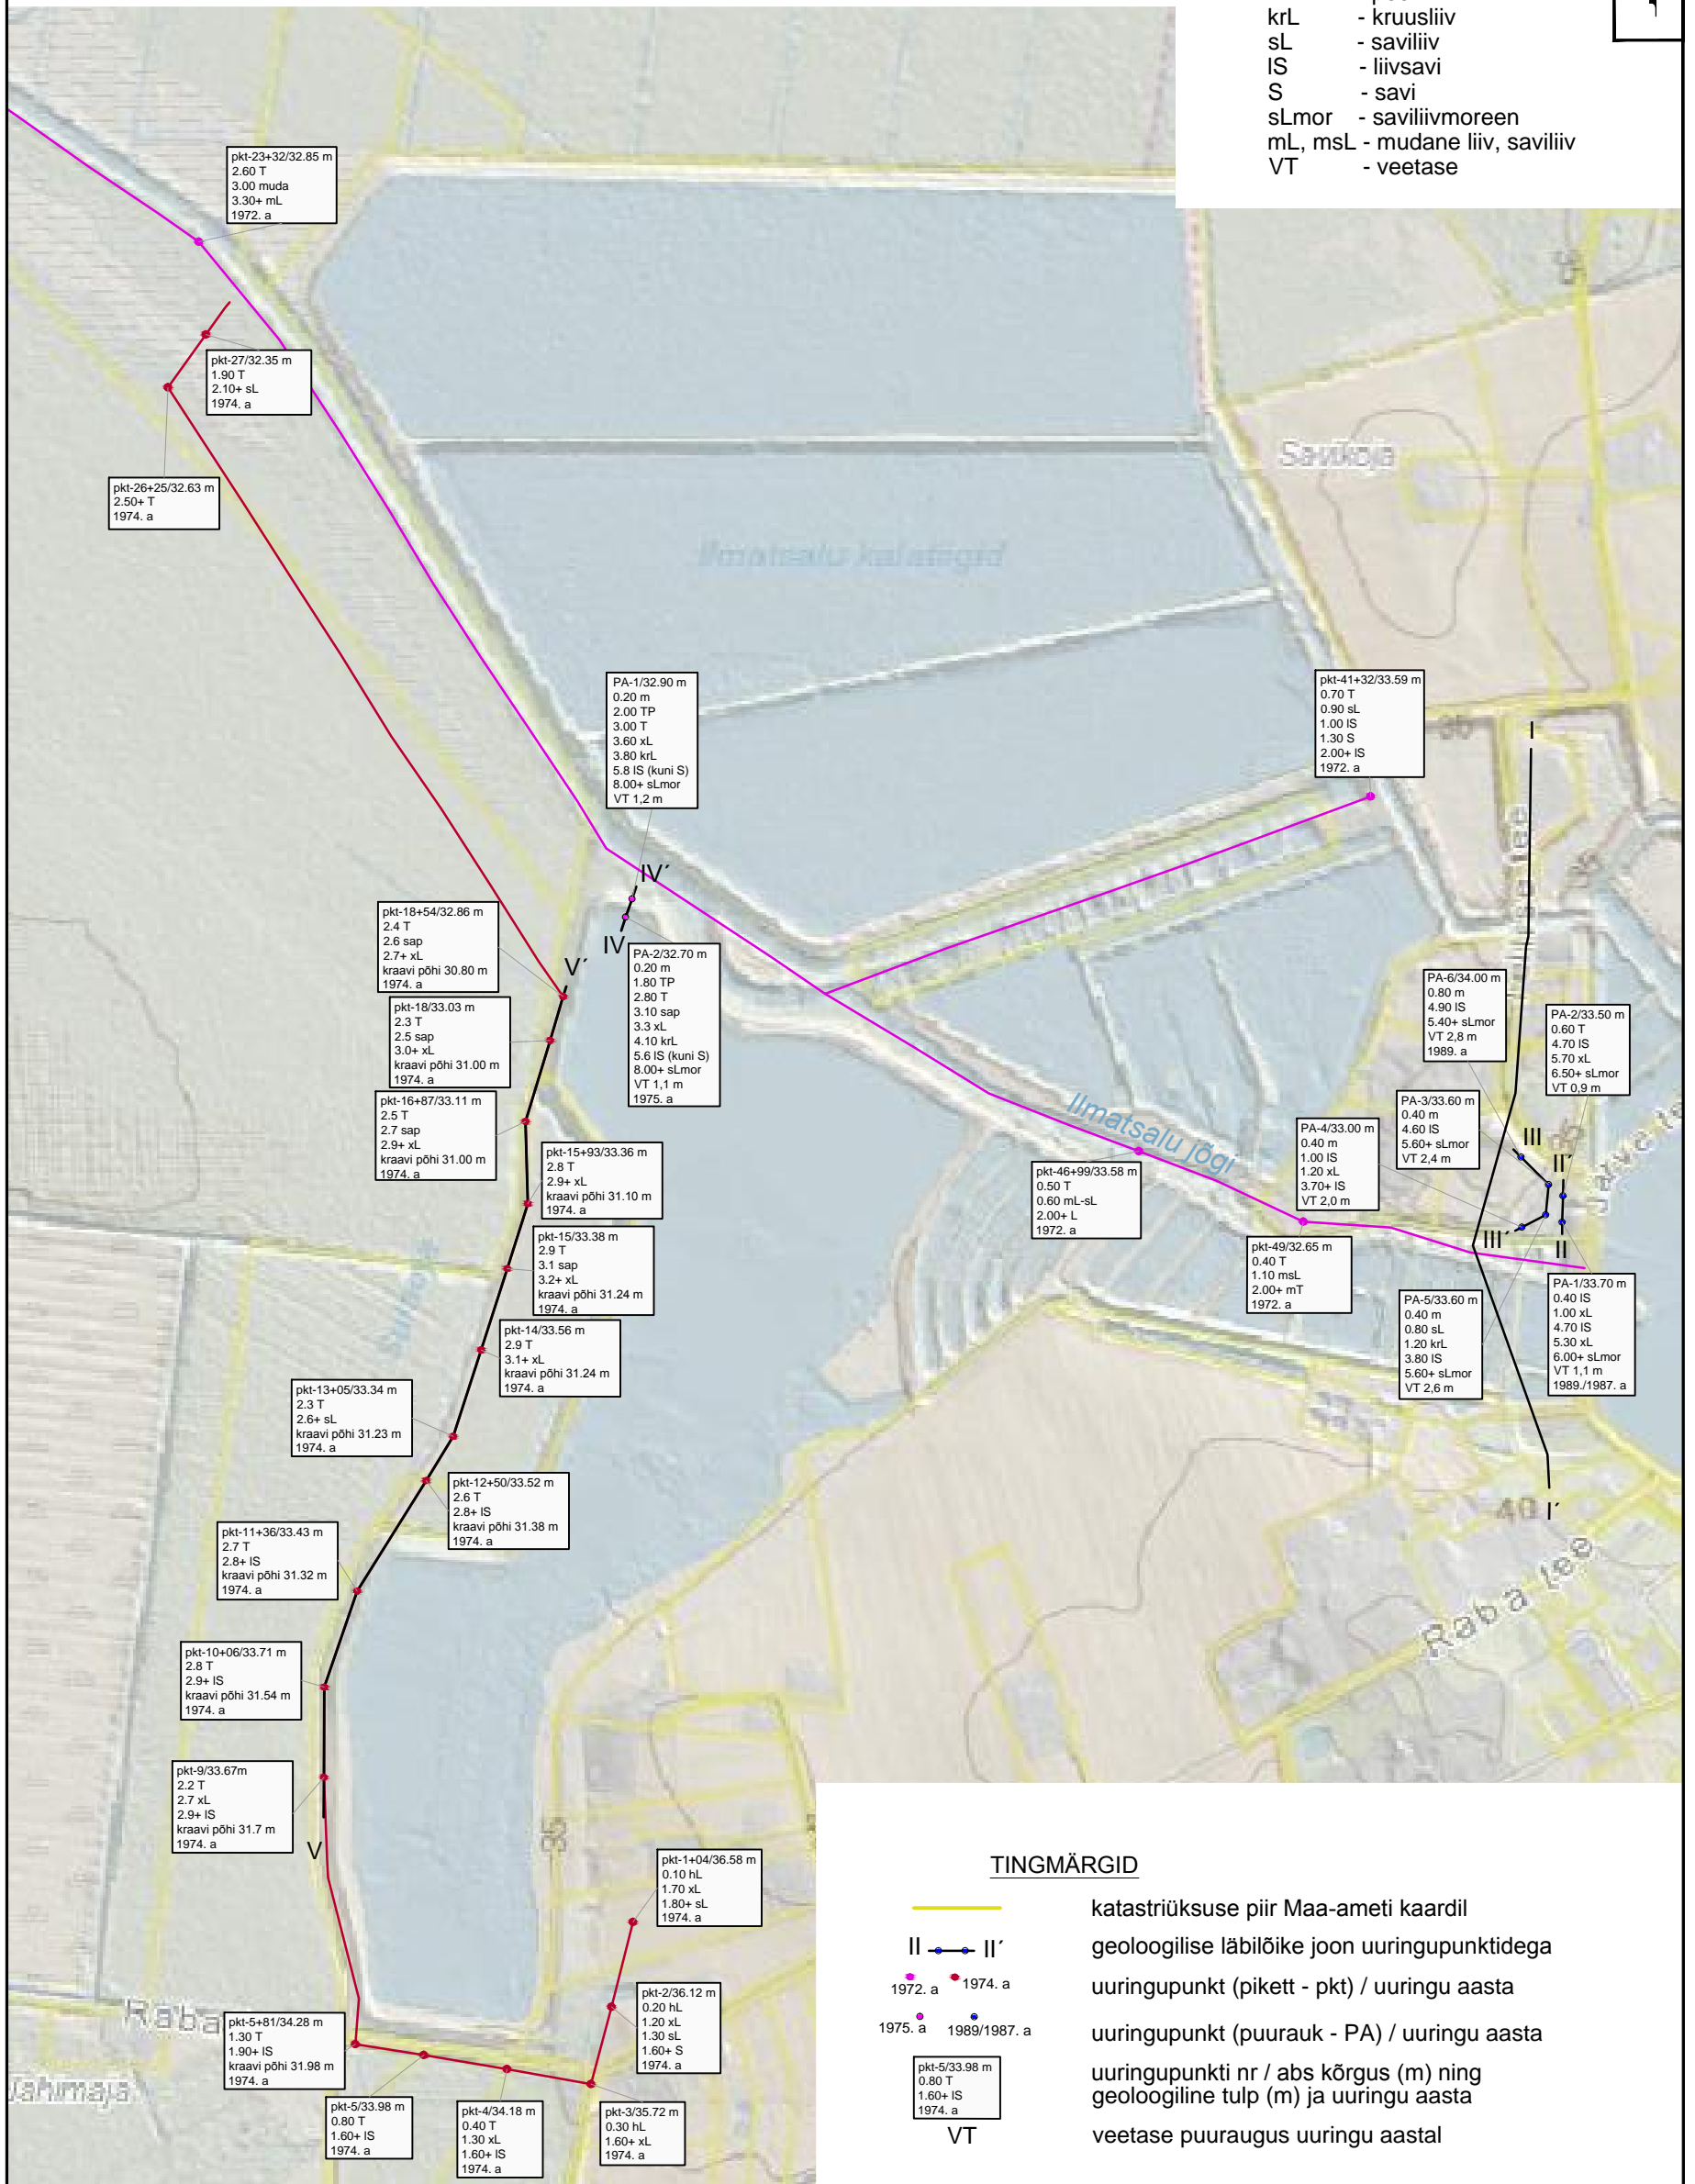 krL - kruusliiv
sL - saviliiv
lS - liivsavi
S - savi
sLmor - saviliivmoreen
mL, msL - mudane liiv, saviliiv
VT - veetase
pkt-23+32/32.85 m
2.60 T
3.00 muda
3.30+ mL
1972. a
pkt-27/32.35 m
1.90 T
2.10+ sL
1974. a
pkt-26+25/32.63 m
2.50+ T
1974. a
Savikoja
Ilmatsalu kalatiigid
PA-1/32.90 m
0.20 m
2.00 TP
3.00 T
3.60 xL
3.80 krL
5.8 lS (kuni S)
8.00+ sLmor
VT 1,2 m
pkt-41+32/33.59 m
0.70 T
0.90 sL
1.00 lS
1.30 S
2.00+ lS
1972. a
I
IV´
IV
pkt-18+54/32.86 m
2.4 T
2.6 sap
2.7+ xL
kraavi põhi 30.80 m
1974. a
V´
PA-2/32.70 m
0.20 m
1.80 TP
2.80 T
3.10 sap
3.3 xL
4.10 krL
5.6 lS (kuni S)
8.00+ sLmor
VT 1,1 m
1975. a
PA-6/34.00 m
0.80 m
4.90 lS
5.40+ sLmor
VT 2,8 m
1989. a
PA-2/33.50 m
0.60 T
4.70 lS
5.70 xL
6.50+ sLmor
VT 0,9 m
pkt-18/33.03 m
2.3 T
2.5 sap
3.0+ xL
kraavi põhi 31.00 m
1974. a
pkt-16+87/33.11 m
2.5 T
2.7 sap
2.9+ xL
kraavi põhi 31.00 m
1974. a
Ilmatsalu jõgi
PA-3/33.60 m
0.40 m
4.60 lS
5.60+ sLmor
VT 2,4 m
PA-4/33.00 m
0.40 m
1.00 lS
1.20 xL
3.70+ lS
VT 2,0 m
III
II´
III´
II
pkt-15+93/33.36 m
2.8 T
2.9+ xL
kraavi põhi 31.10 m
1974. a
pkt-46+99/33.58 m
0.50 T
0.60 mL-sL
2.00+ L
1972. a
pkt-15/33.38 m
2.9 T
3.1 sap
3.2+ xL
kraavi põhi 31.24 m
1974. a
pkt-49/32.65 m
0.40 T
1.10 msL
2.00+ mT
1972. a
PA-5/33.60 m
0.40 m
0.80 sL
1.20 krL
3.80 lS
5.60+ sLmor
VT 2,6 m
PA-1/33.70 m
0.40 lS
1.00 xL
4.70 lS
5.30 xL
6.00+ sLmor
VT 1,1 m
1989./1987. a
pkt-14/33.56 m
2.9 T
3.1+ xL
kraavi põhi 31.24 m
1974. a
pkt-13+05/33.34 m
2.3 T
2.6+ sL
kraavi põhi 31.23 m
1974. a
pkt-12+50/33.52 m
2.6 T
2.8+ lS
kraavi põhi 31.38 m
1974. a
40
I´
pkt-11+36/33.43 m
2.7 T
2.8+ lS
kraavi põhi 31.32 m
1974. a
Raba tee
pkt-10+06/33.71 m
2.8 T
2.9+ lS
kraavi põhi 31.54 m
1974. a
pkt-9/33.67m
2.2 T
2.7 xL
2.9+ lS
kraavi põhi 31.7 m
1974. a
V
35
pkt-1+04/36.58 m
0.10 hL
1.70 xL
1.80+ sL
1974. a
pkt-2/36.12 m
0.20 hL
1.20 xL
1.30 sL
1.60+ S
1974. a
Raba
pkt-5+81/34.28 m
1.30 T
1.90+ lS
kraavi põhi 31.98 m
1974. a
pkt-5/33.98 m
0.80 T
1.60+ lS
1974. a
pkt-4/34.18 m
0.40 T
1.30 xL
1.60+ lS
1974. a
pkt-3/35.72 m
0.30 hL
1.60+ xL
1974. a
TINGMÄRGID
katastriüksuse piir Maa-ameti kaardil
II II´ geoloogilise läbilõike joon uuringupunktidega
1972. a 1974. a uuringupunkt (pikett - pkt) / uuringu aasta
1975. a 1989/1987. a uuringupunkt (puurauk - PA) / uuringu aasta
pkt-5/33.98 m
0.80 T
1.60+ lS
1974. a
uuringupunkti nr / abs kõrgus (m) ning
geoloogiline tulp (m) ja uuringu aasta
VT veetase puuraugus uuringu aastal